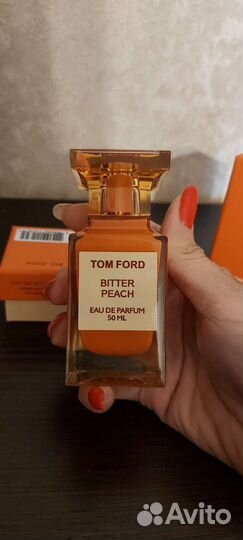 TOM FORD
BITTER
PEACH
EAU DE PARFUM
50 ML
Avito